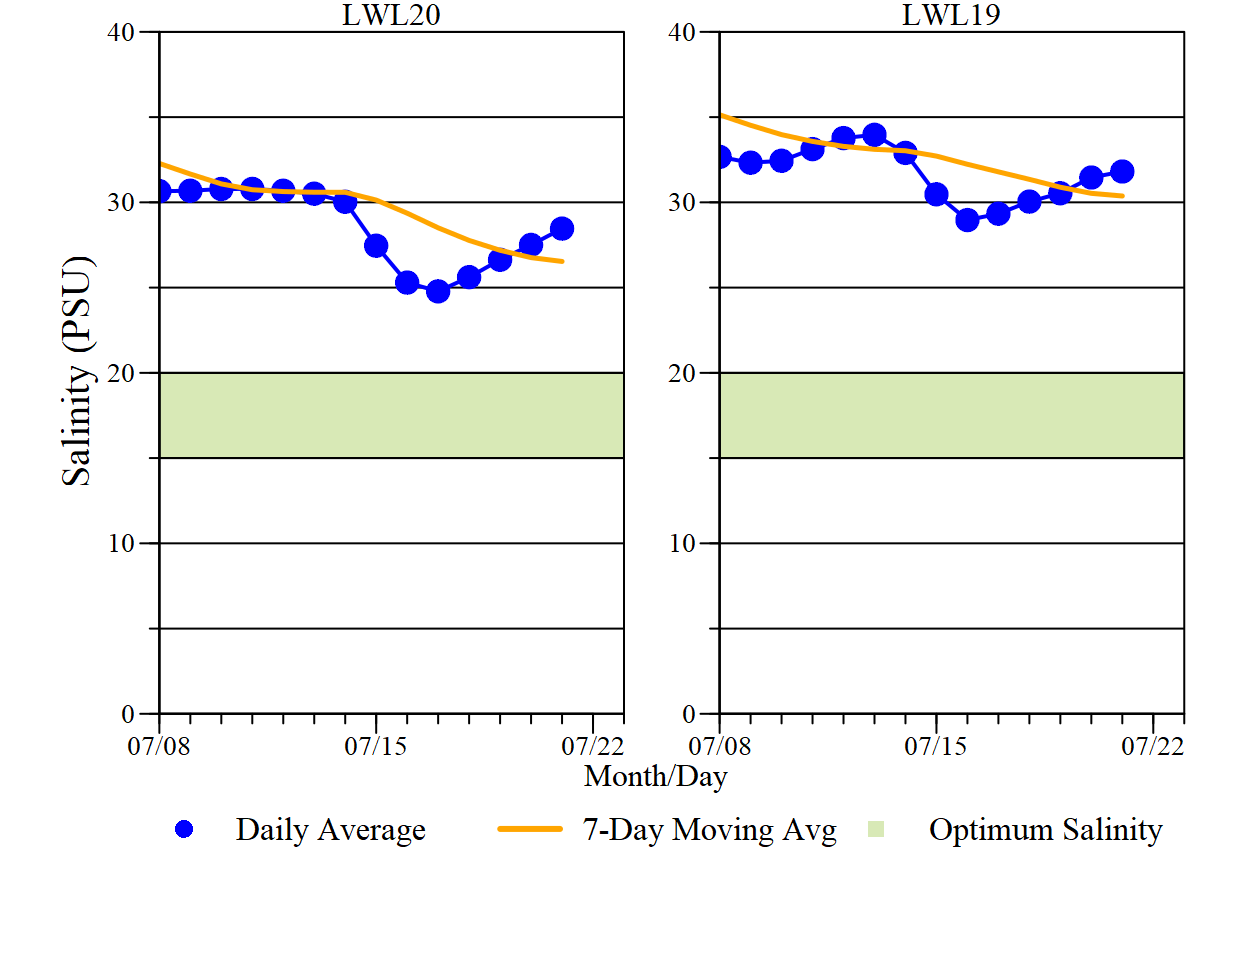 LWL20 LWL19
40 40
30 30
Salinity (PSU)
20 20
10 10
0 0
07/08 07/15 07/22 07/08 07/15 07/22
Month/Day
Daily Average 7-Day Moving Avg Optimum Salinity